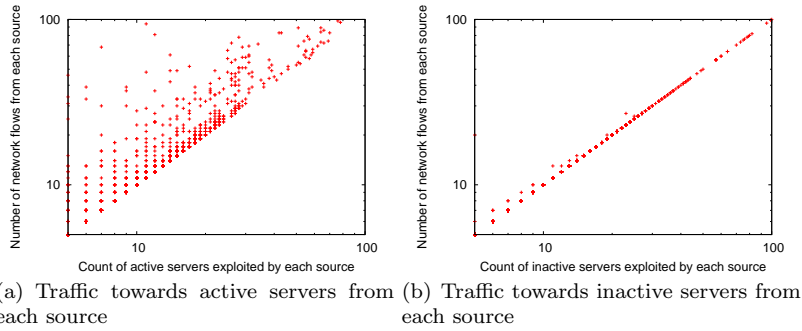 Number of network flows from each source
100
10
10
100
Count of active servers exploited by each source
(a) Traffic towards active servers from
each source
Number of network flows from each source
100
10
10
100
Count of inactive servers exploited by each source
(b) Traffic towards inactive servers from
each source